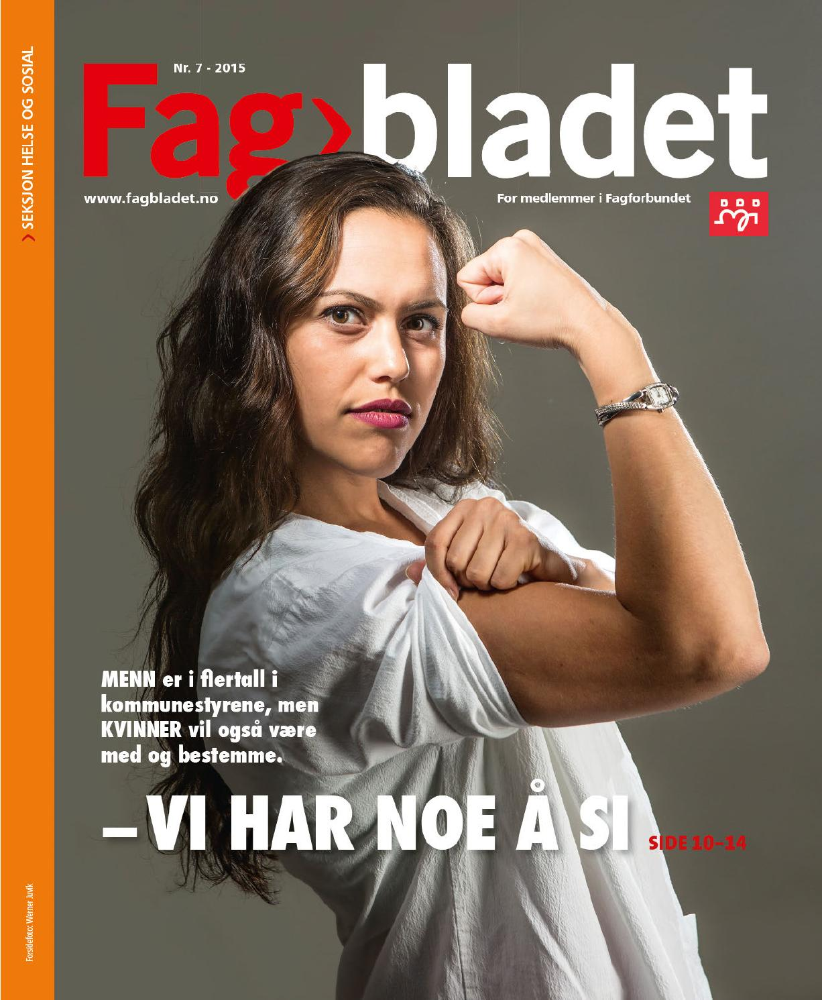 > SEKSJON HELSE OG SOSIAL
Nr. 7 - 2015
Fag>bladet
www.fagbladet.no
For medlemmer i Fagforbundet
MENN er i flertall i
kommunestyrene, men
KVINNER vil også være
med og bestemme.
– VI HAR NOE Å SI
SIDE 10–14
Forsidefoto: Werner Juvik